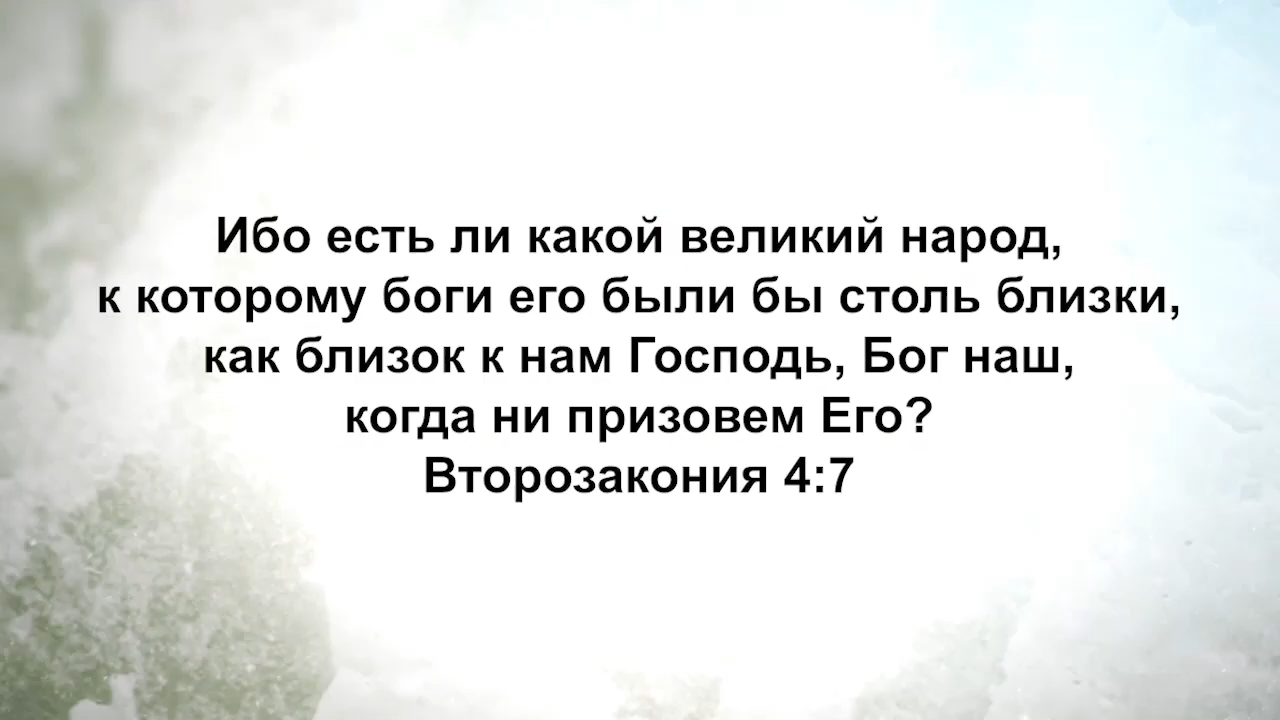 Ибо есть ли какой великий народ,
к которому боги его были бы столь близки,
как близок к нам Господь, Бог наш,
когда ни призовем Его?
Второзакония 4:7